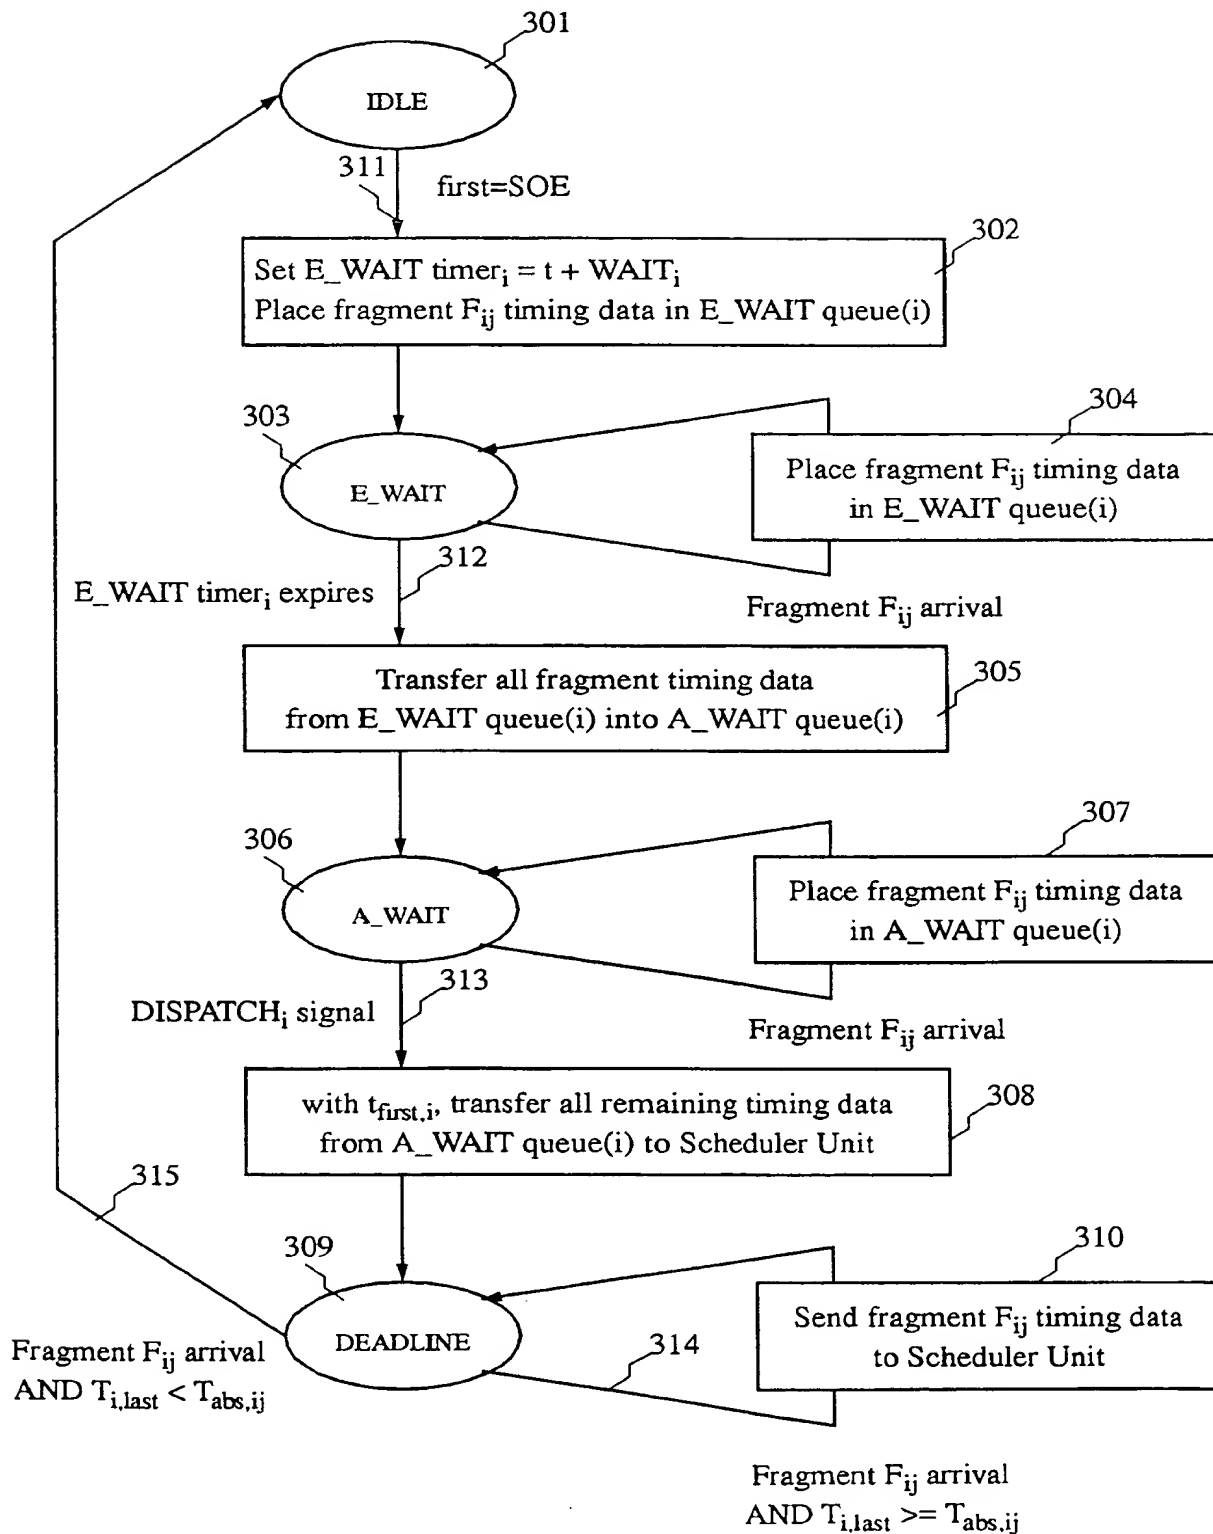 301
IDLE
311
first=SOE
302
Set E_WAIT timer_i = t + WAIT_i
Place fragment F_ij timing data in E_WAIT queue(i)
303
304
E_WAIT
Place fragment F_ij timing data
in E_WAIT queue(i)
312
E_WAIT timer_i expires
Fragment F_ij arrival
305
Transfer all fragment timing data
from E_WAIT queue(i) into A_WAIT queue(i)
306
307
A_WAIT
Place fragment F_ij timing data
in A_WAIT queue(i)
313
DISPATCH_i signal
Fragment F_ij arrival
308
with t_first,i, transfer all remaining timing data
from A_WAIT queue(i) to Scheduler Unit
315
309
310
DEADLINE
Send fragment F_ij timing data
to Scheduler Unit
314
Fragment F_ij arrival
AND T_i,last < T_abs,ij
Fragment F_ij arrival
AND T_i,last >= T_abs,ij